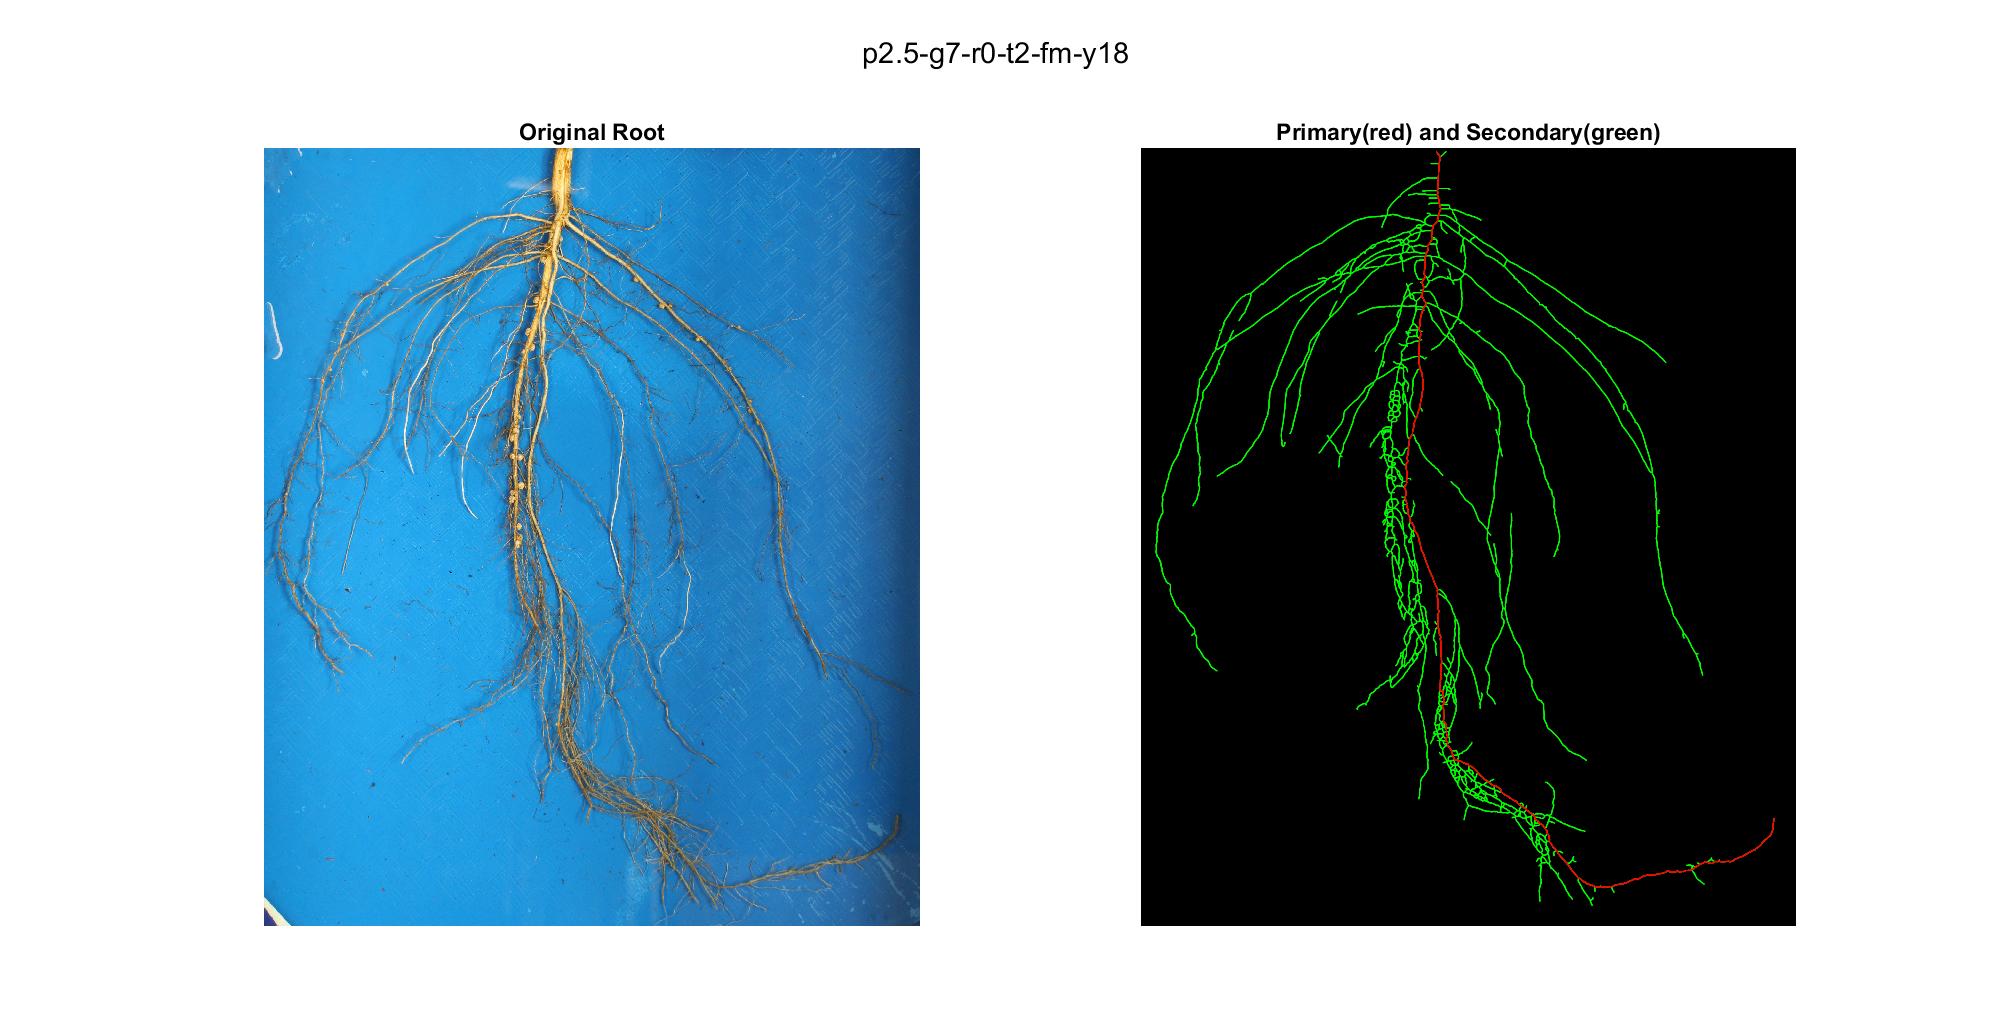 p2.5-g7-r0-t2-fm-y18
Original Root
Primary(red) and Secondary(green)